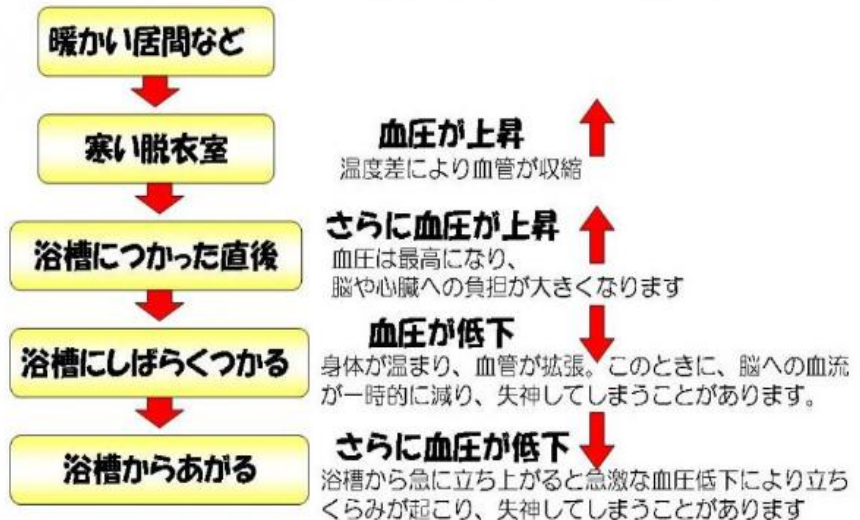 暖かい居間など
寒い脱衣室
血圧が上昇
温度差により血管が収縮
浴槽につかった直後
さらに血圧が上昇
血圧は最高になり、
脳や心臓への負担が大きくなります
浴槽にしばらくつかる
血圧が低下
身体が温まり、血管が拡張。このときに、脳への血流
が一時的に減り、失神してしまうことがあります。
浴槽からあがる
さらに血圧が低下
浴槽から急に立ち上がると急激な血圧低下により立ち
くらみが起こり、失神してしまうことがあります